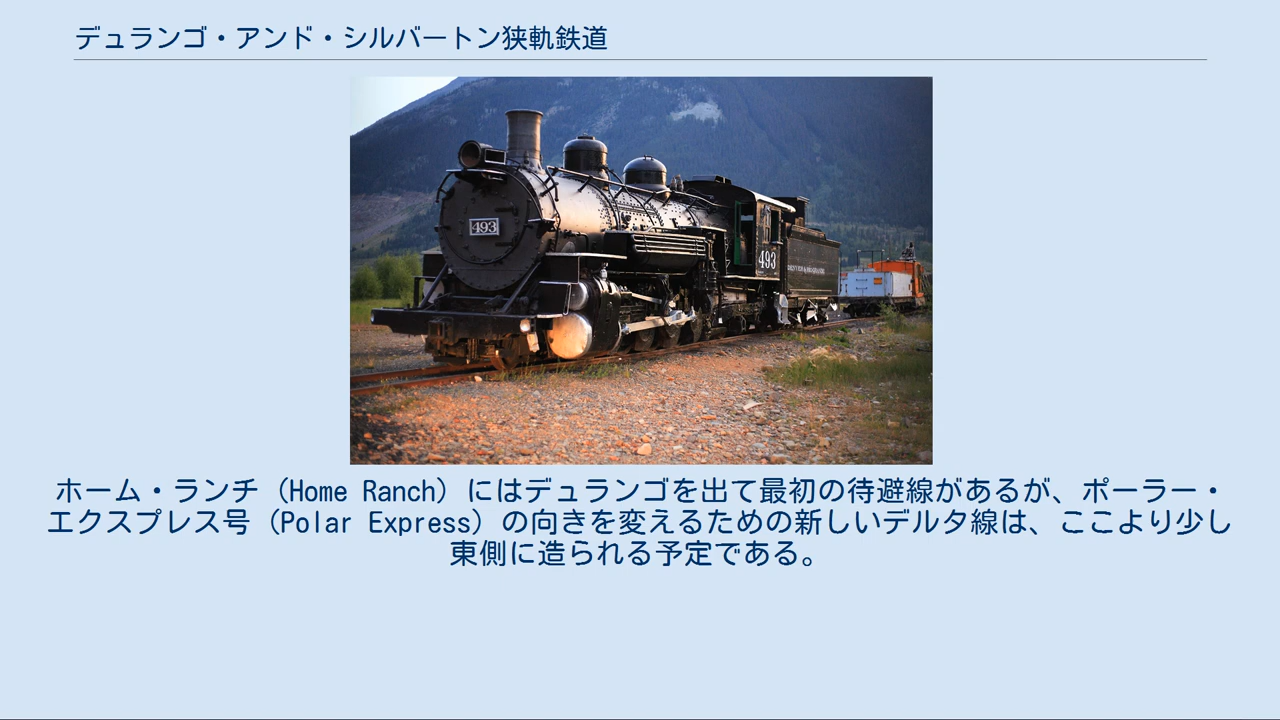 デュランゴ・アンド・シルバートン狭軌鉄道
493
493
DENVER & RIO GRANDE
ホーム・ランチ（Home Ranch）にはデュランゴを出て最初の待避線があるが、ポーラー・
エクスプレス号（Polar Express）の向きを変えるための新しいデルタ線は、ここより少し
東側に造られる予定である。